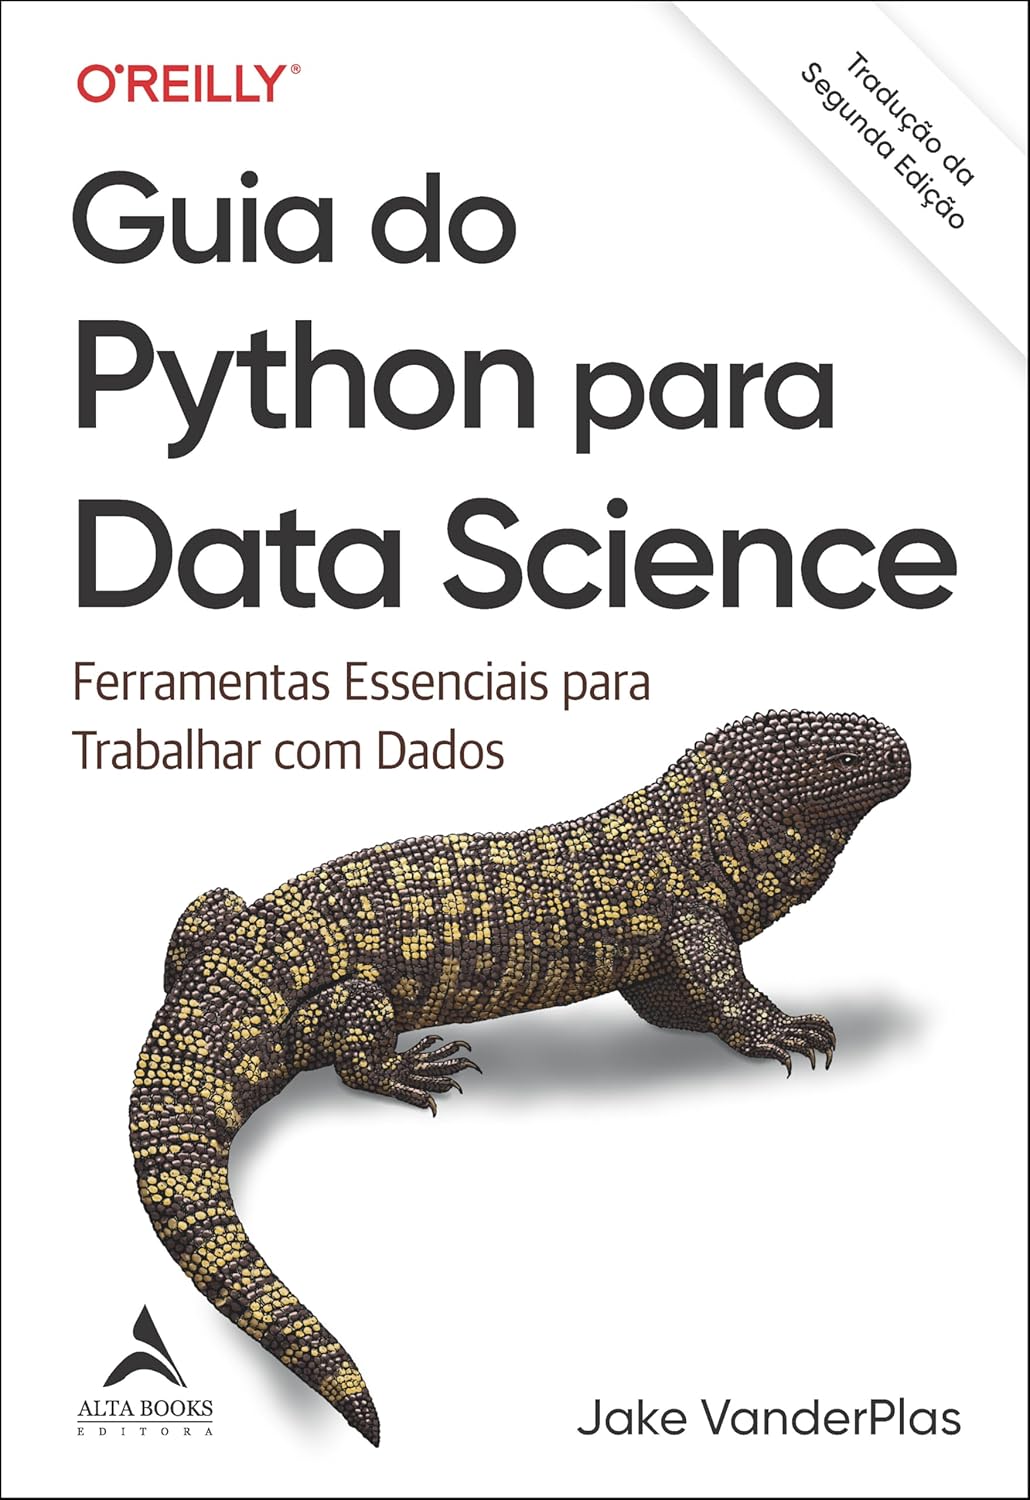 O'REILLY®
Tradução da
Segunda Edição
Guia do
Python para
Data Science
Ferramentas Essenciais para
Trabalhar com Dados
ALTA BOOKS
EDITORA
Jake VanderPlas